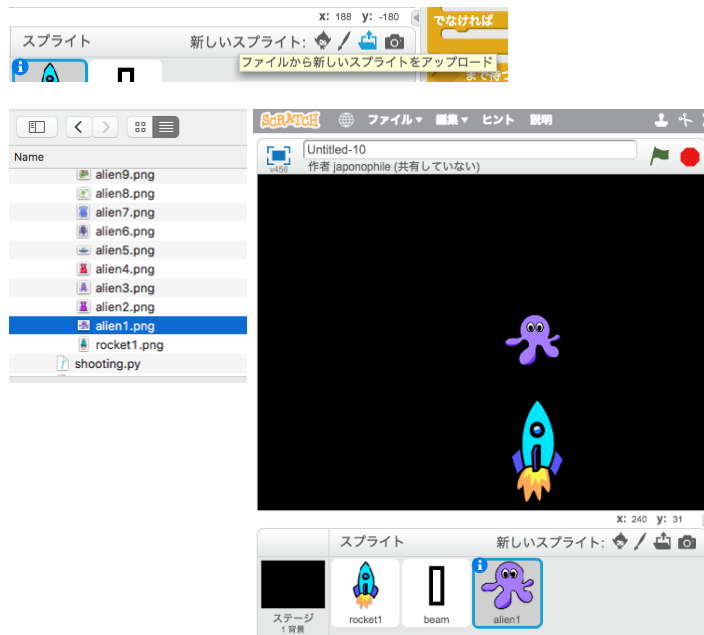 x: 188 y: -180
でなければ
スプライト 新しいスプライト:
ファイルから新しいスプライトをアップロード
まで待つ
Name
alien9.png
alien8.png
alien7.png
alien6.png
alien5.png
alien4.png
alien3.png
alien2.png
alien1.png
rocket1.png
shooting.py
SCRATCH ファイル▼ 編集▼ ヒント 説明
Untitled-10
v456 作者 japonophile (共有していない)
x: 240 y: 31
スプライト 新しいスプライト:
ステージ
1 背景
rocket1
beam
alien1